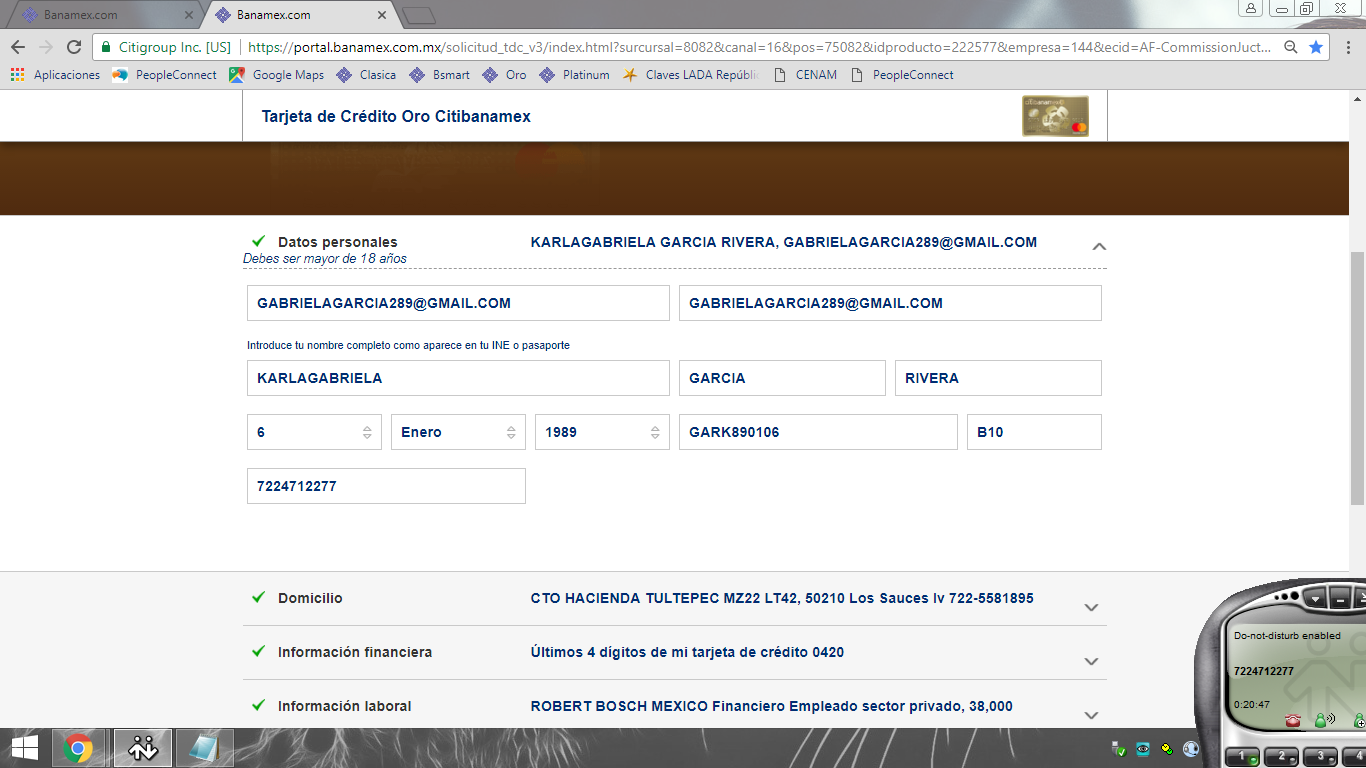 Banamex.com
Banamex.com
Citigroup Inc. [US] https://portal.banamex.com.mx/solicitud_tdc_v3/index.html?surcursal=8082&canal=16&pos=75082&idproducto=222577&empresa=144&ecid=AF-CommissionJuct...
Aplicaciones PeopleConnect Google Maps Clasica Bsmart Oro Platinum Claves LADA Repúbli CENAM PeopleConnect
Tarjeta de Crédito Oro Citibanamex
Datos personales KARLAGABRIELA GARCIA RIVERA, GABRIELAGARCIA289@GMAIL.COM
Debes ser mayor de 18 años
GABRIELAGARCIA289@GMAIL.COM GABRIELAGARCIA289@GMAIL.COM
Introduce tu nombre completo como aparece en tu INE o pasaporte
KARLAGABRIELA GARCIA RIVERA
6 Enero 1989 GARK890106 B10
7224712277
Domicilio CTO HACIENDA TULTEPEC MZ22 LT42, 50210 Los Sauces Iv 722-5581895
Información financiera Últimos 4 dígitos de mi tarjeta de crédito 0420
Información laboral ROBERT BOSCH MEXICO Financiero Empleado sector privado, 38,000
Do-not-disturb enabled
7224712277
0:20:47
1 2 3 4